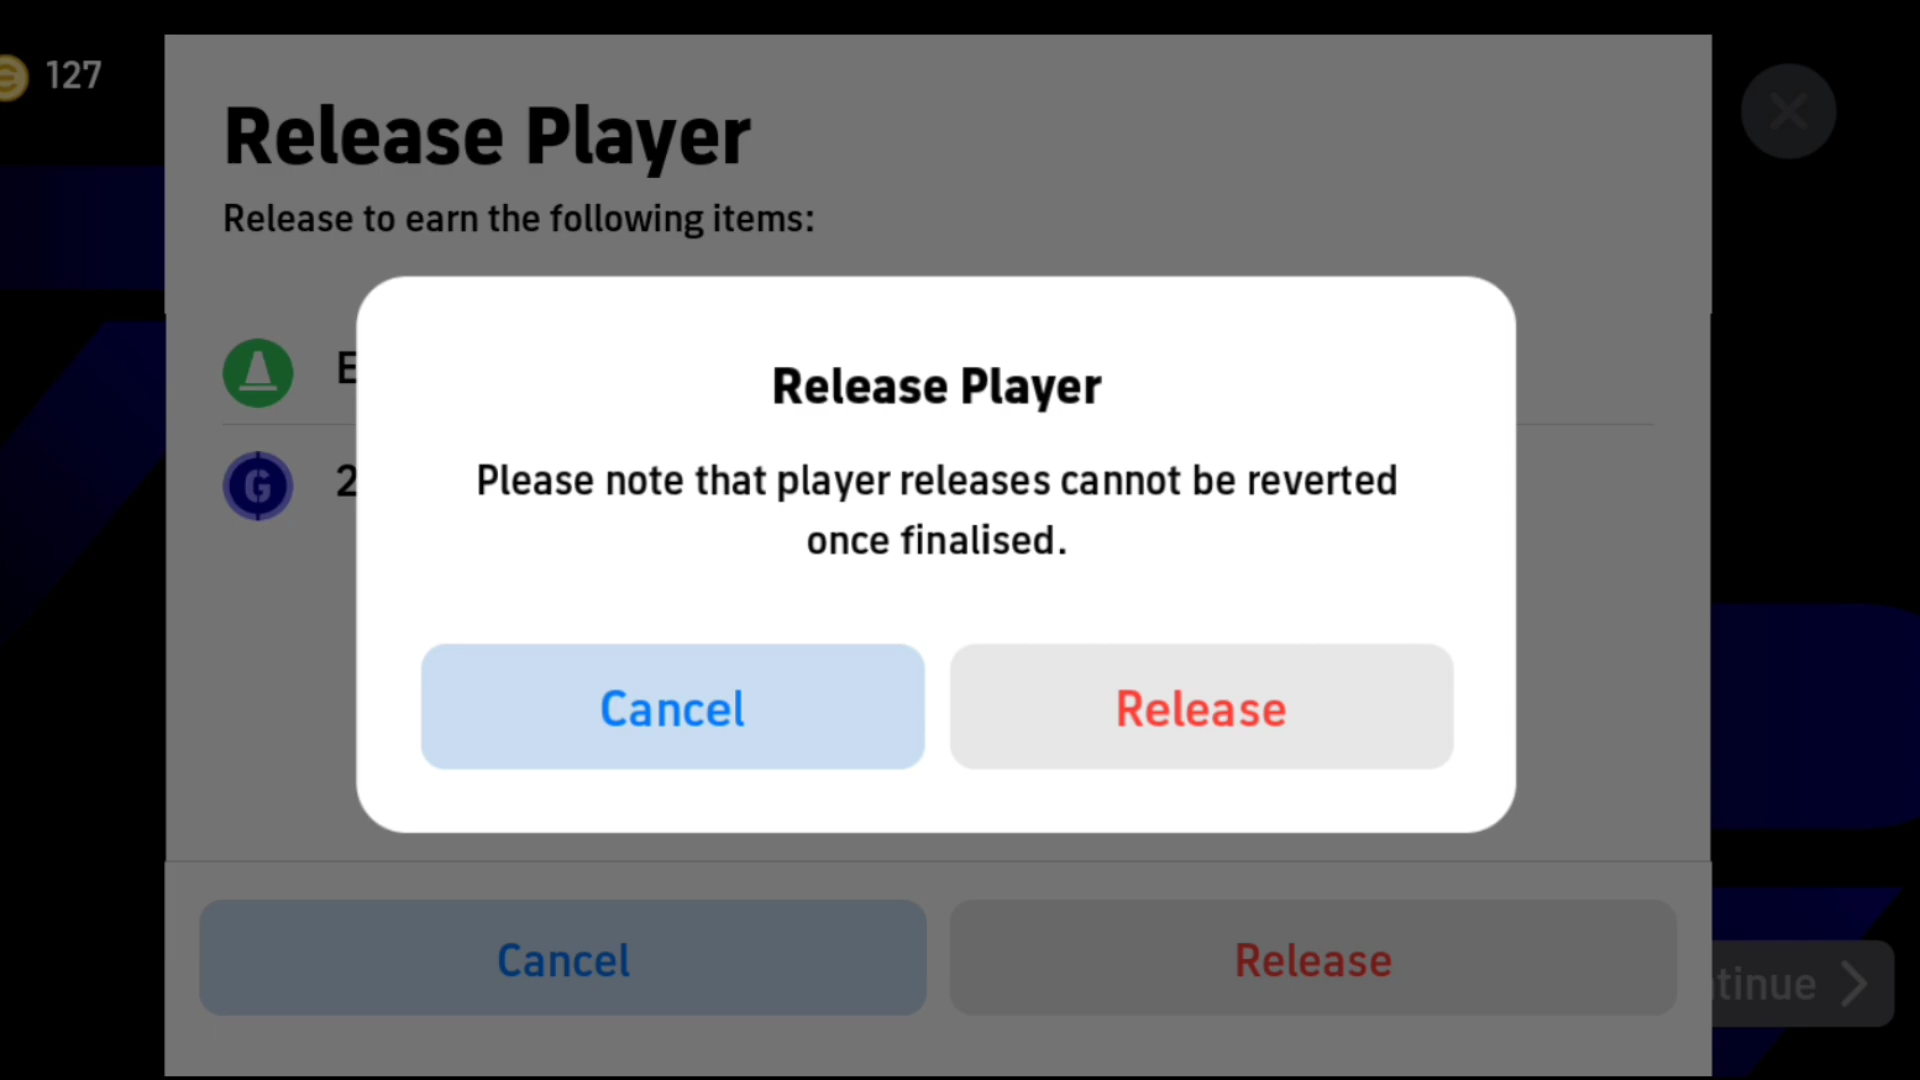 127
Release Player
Release to earn the following items:
E
G 2
Release Player
Please note that player releases cannot be reverted
once finalised.
Cancel Release
Cancel Release
tinue